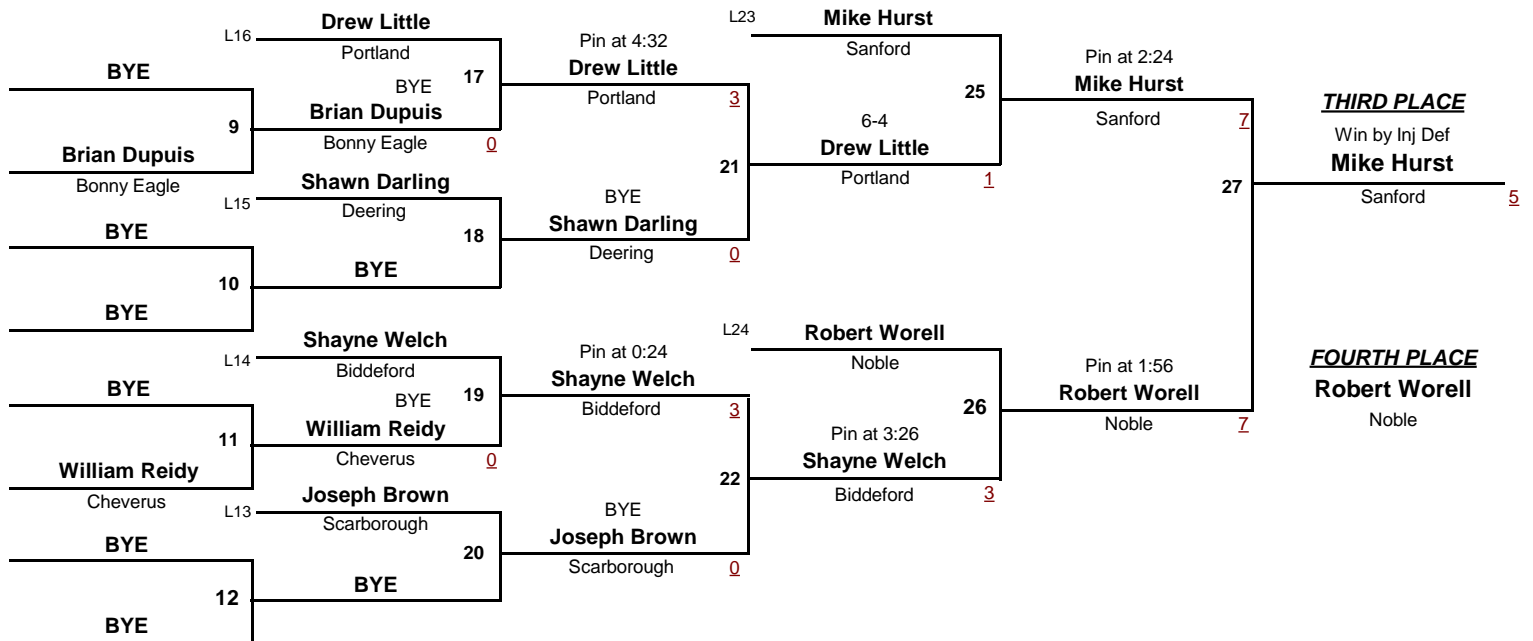 L16
Drew Little
Portland
BYE
9
Brian Dupuis
Bonny Eagle
BYE
17
Brian Dupuis
Bonny Eagle
0
Pin at 4:32
Drew Little
Portland
3
L15
Shawn Darling
Deering
BYE
10
BYE
18
BYE
BYE
Shawn Darling
Deering
0
21
L23
Mike Hurst
Sanford
25
6-4
Drew Little
Portland
1
Pin at 2:24
Mike Hurst
Sanford
7
27
THIRD PLACE
Win by Inj Def
Mike Hurst
Sanford
5
L14
Shayne Welch
Biddeford
BYE
11
William Reidy
Cheverus
BYE
19
William Reidy
Cheverus
0
Pin at 0:24
Shayne Welch
Biddeford
3
L13
Joseph Brown
Scarborough
BYE
12
BYE
20
BYE
BYE
Joseph Brown
Scarborough
0
22
L24
Robert Worell
Noble
26
Pin at 3:26
Shayne Welch
Biddeford
3
Pin at 1:56
Robert Worell
Noble
7
FOURTH PLACE
Robert Worell
Noble